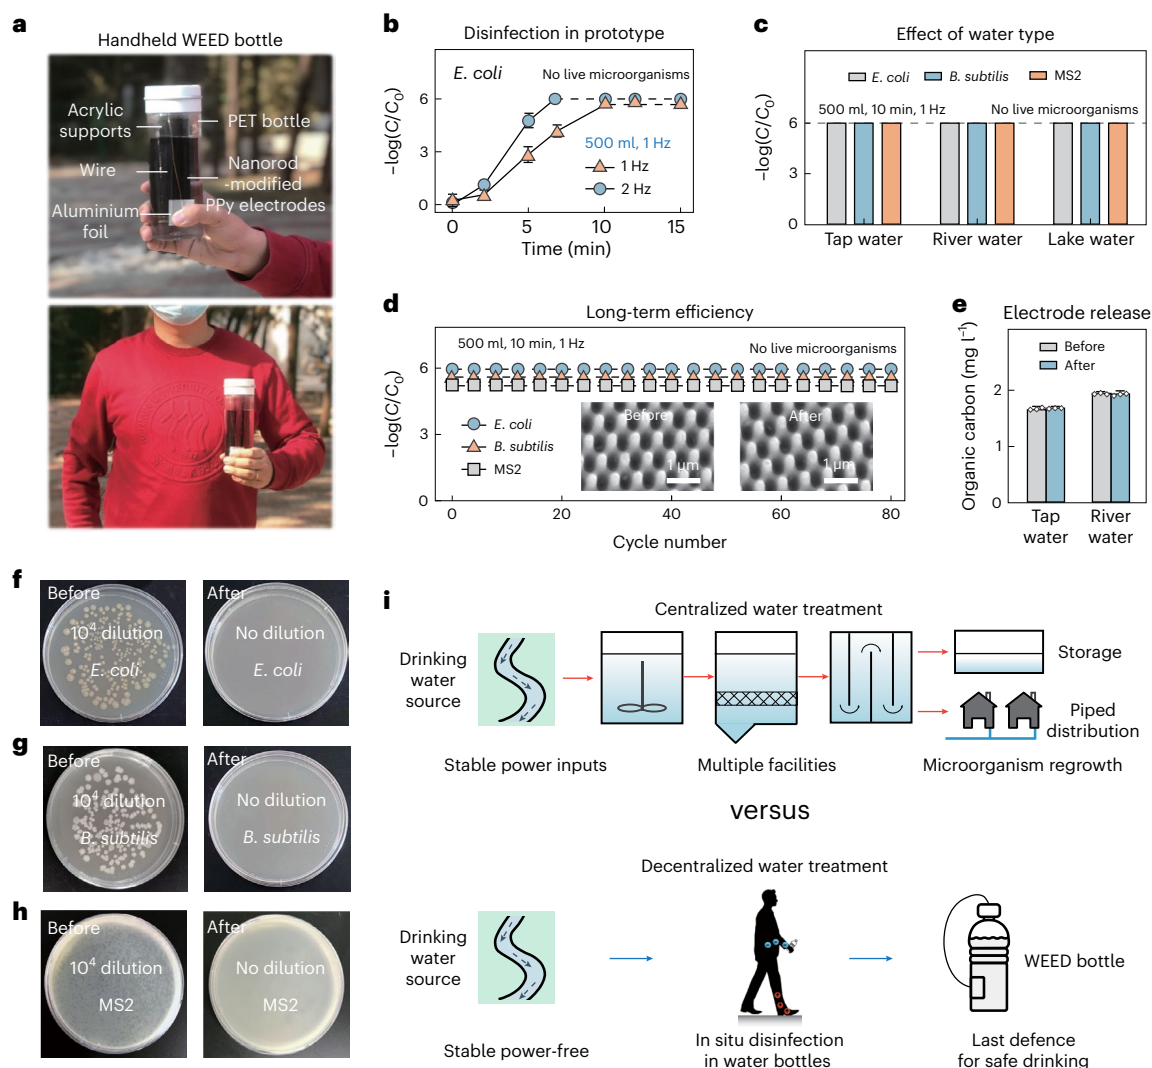 a
Handheld WEED bottle
Acrylic
supports
PET bottle
Wire
Nanorod
-modified
PPy electrodes
Aluminium
foil
b
Disinfection in prototype
E. coli
No live microorganisms
500 ml, 1 Hz
1 Hz
2 Hz
−log(C/C0)
6
3
0
0
5
10
15
Time (min)
c
Effect of water type
E. coli
B. subtilis
MS2
500 ml, 10 min, 1 Hz
No live microorganisms
−log(C/C0)
6
3
0
Tap water
River water
Lake water
d
Long-term efficiency
500 ml, 10 min, 1 Hz
No live microorganisms
−log(C/C0)
6
3
0
E. coli
B. subtilis
MS2
Before
1 µm
After
1 µm
0
20
40
60
80
Cycle number
e
Electrode release
Before
After
Organic carbon (mg l−1)
2
1
0
Tap
water
River
water
f
Before
10⁴ dilution
E. coli
After
No dilution
E. coli
g
Before
10⁴ dilution
B. subtilis
After
No dilution
B. subtilis
h
Before
10⁴ dilution
MS2
After
No dilution
MS2
i
Centralized water treatment
Drinking
water
source
Storage
Piped
distribution
Stable power inputs
Multiple facilities
Microorganism regrowth
versus
Decentralized water treatment
Drinking
water
source
WEED bottle
Stable power-free
In situ disinfection
in water bottles
Last defence
for safe drinking